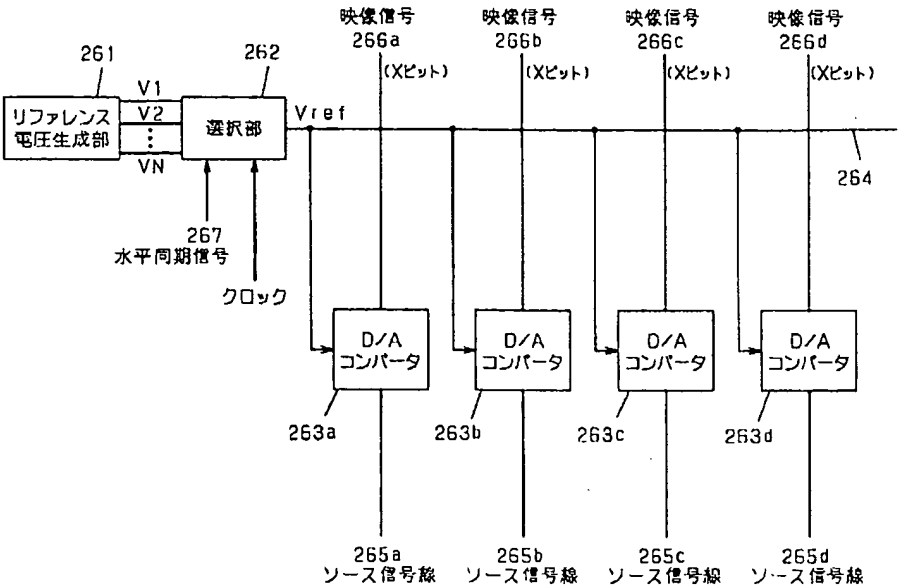 映像信号
266a
映像信号
266b
映像信号
266c
映像信号
266d
(Xビット)
(Xビット)
(Xビット)
(Xビット)
261
262
リファレンス
電圧生成部
V1
V2
⋮
VN
選択部
Vref
264
267
水平同期信号
クロック
D/A
コンバータ
D/A
コンバータ
D/A
コンバータ
D/A
コンバータ
263a
263b
263c
263d
265a
ソース信号線
265b
ソース信号線
265c
ソース信号線
265d
ソース信号線